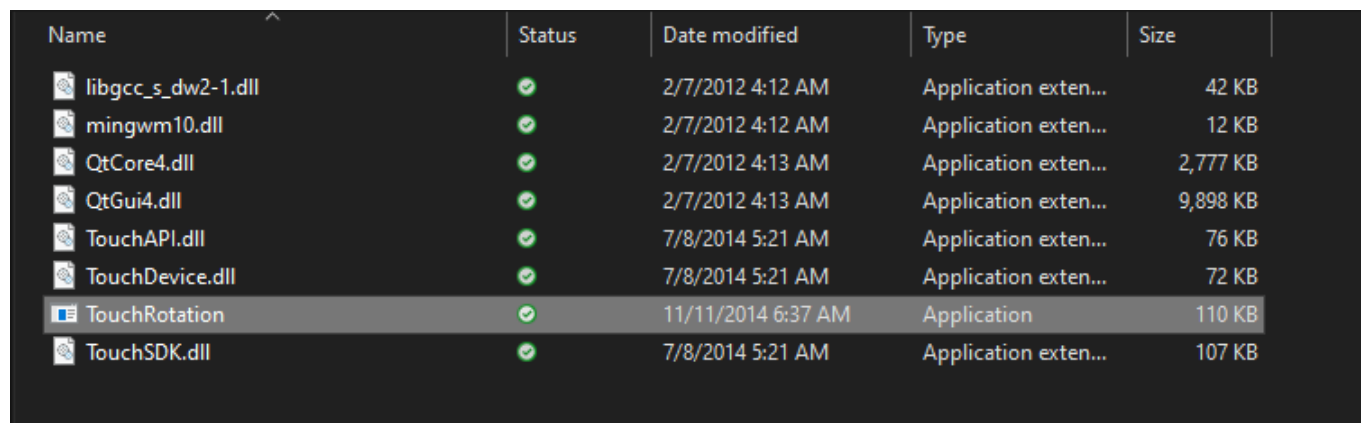 Name Status Date modified Type Size
libgcc_s_dw2-1.dll 2/7/2012 4:12 AM Application exten... 42 KB
mingwm10.dll 2/7/2012 4:12 AM Application exten... 12 KB
QtCore4.dll 2/7/2012 4:13 AM Application exten... 2,777 KB
QtGui4.dll 2/7/2012 4:13 AM Application exten... 9,898 KB
TouchAPI.dll 7/8/2014 5:21 AM Application exten... 76 KB
TouchDevice.dll 7/8/2014 5:21 AM Application exten... 72 KB
TouchRotation 11/11/2014 6:37 AM Application 110 KB
TouchSDK.dll 7/8/2014 5:21 AM Application exten... 107 KB